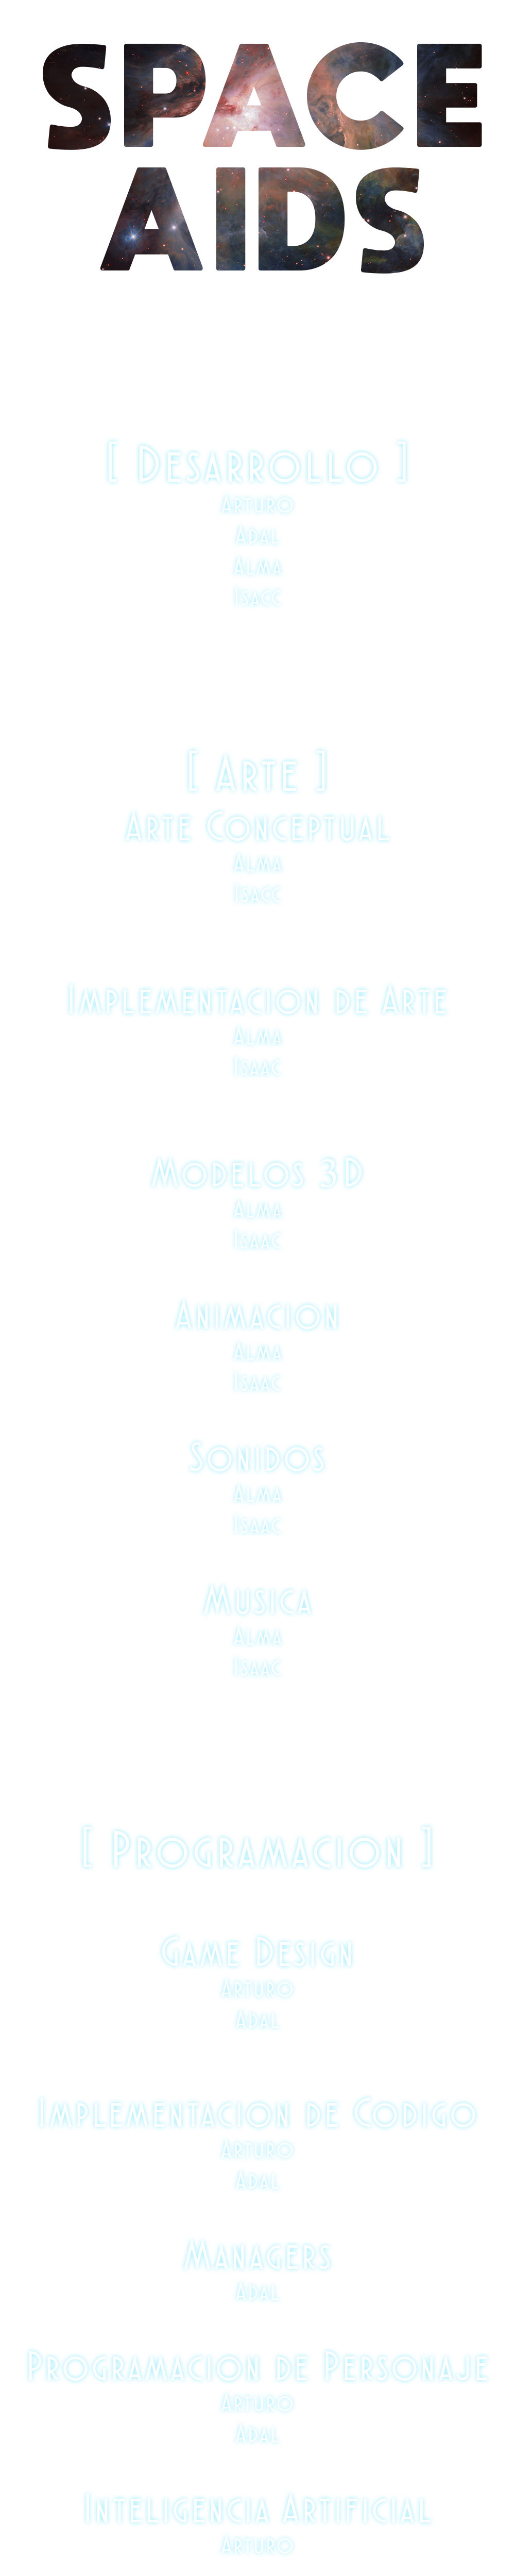 SPACE
AIDS
[ Desarrollo ]
Arturo
Adal
Alma
Isacc
[ Arte ]
Arte Conceptual
Alma
Isacc
Implementacion de Arte
Alma
Isaac
Modelos 3D
Alma
Isaac
Animacion
Alma
Isaac
Sonidos
Alma
Isaac
Musica
Alma
Isaac
[ Programacion ]
Game Design
Arturo
Adal
Implementacion de Codigo
Arturo
Adal
Managers
Adal
Programacion de Personaje
Arturo
Adal
Inteligencia Artificial
Arturo